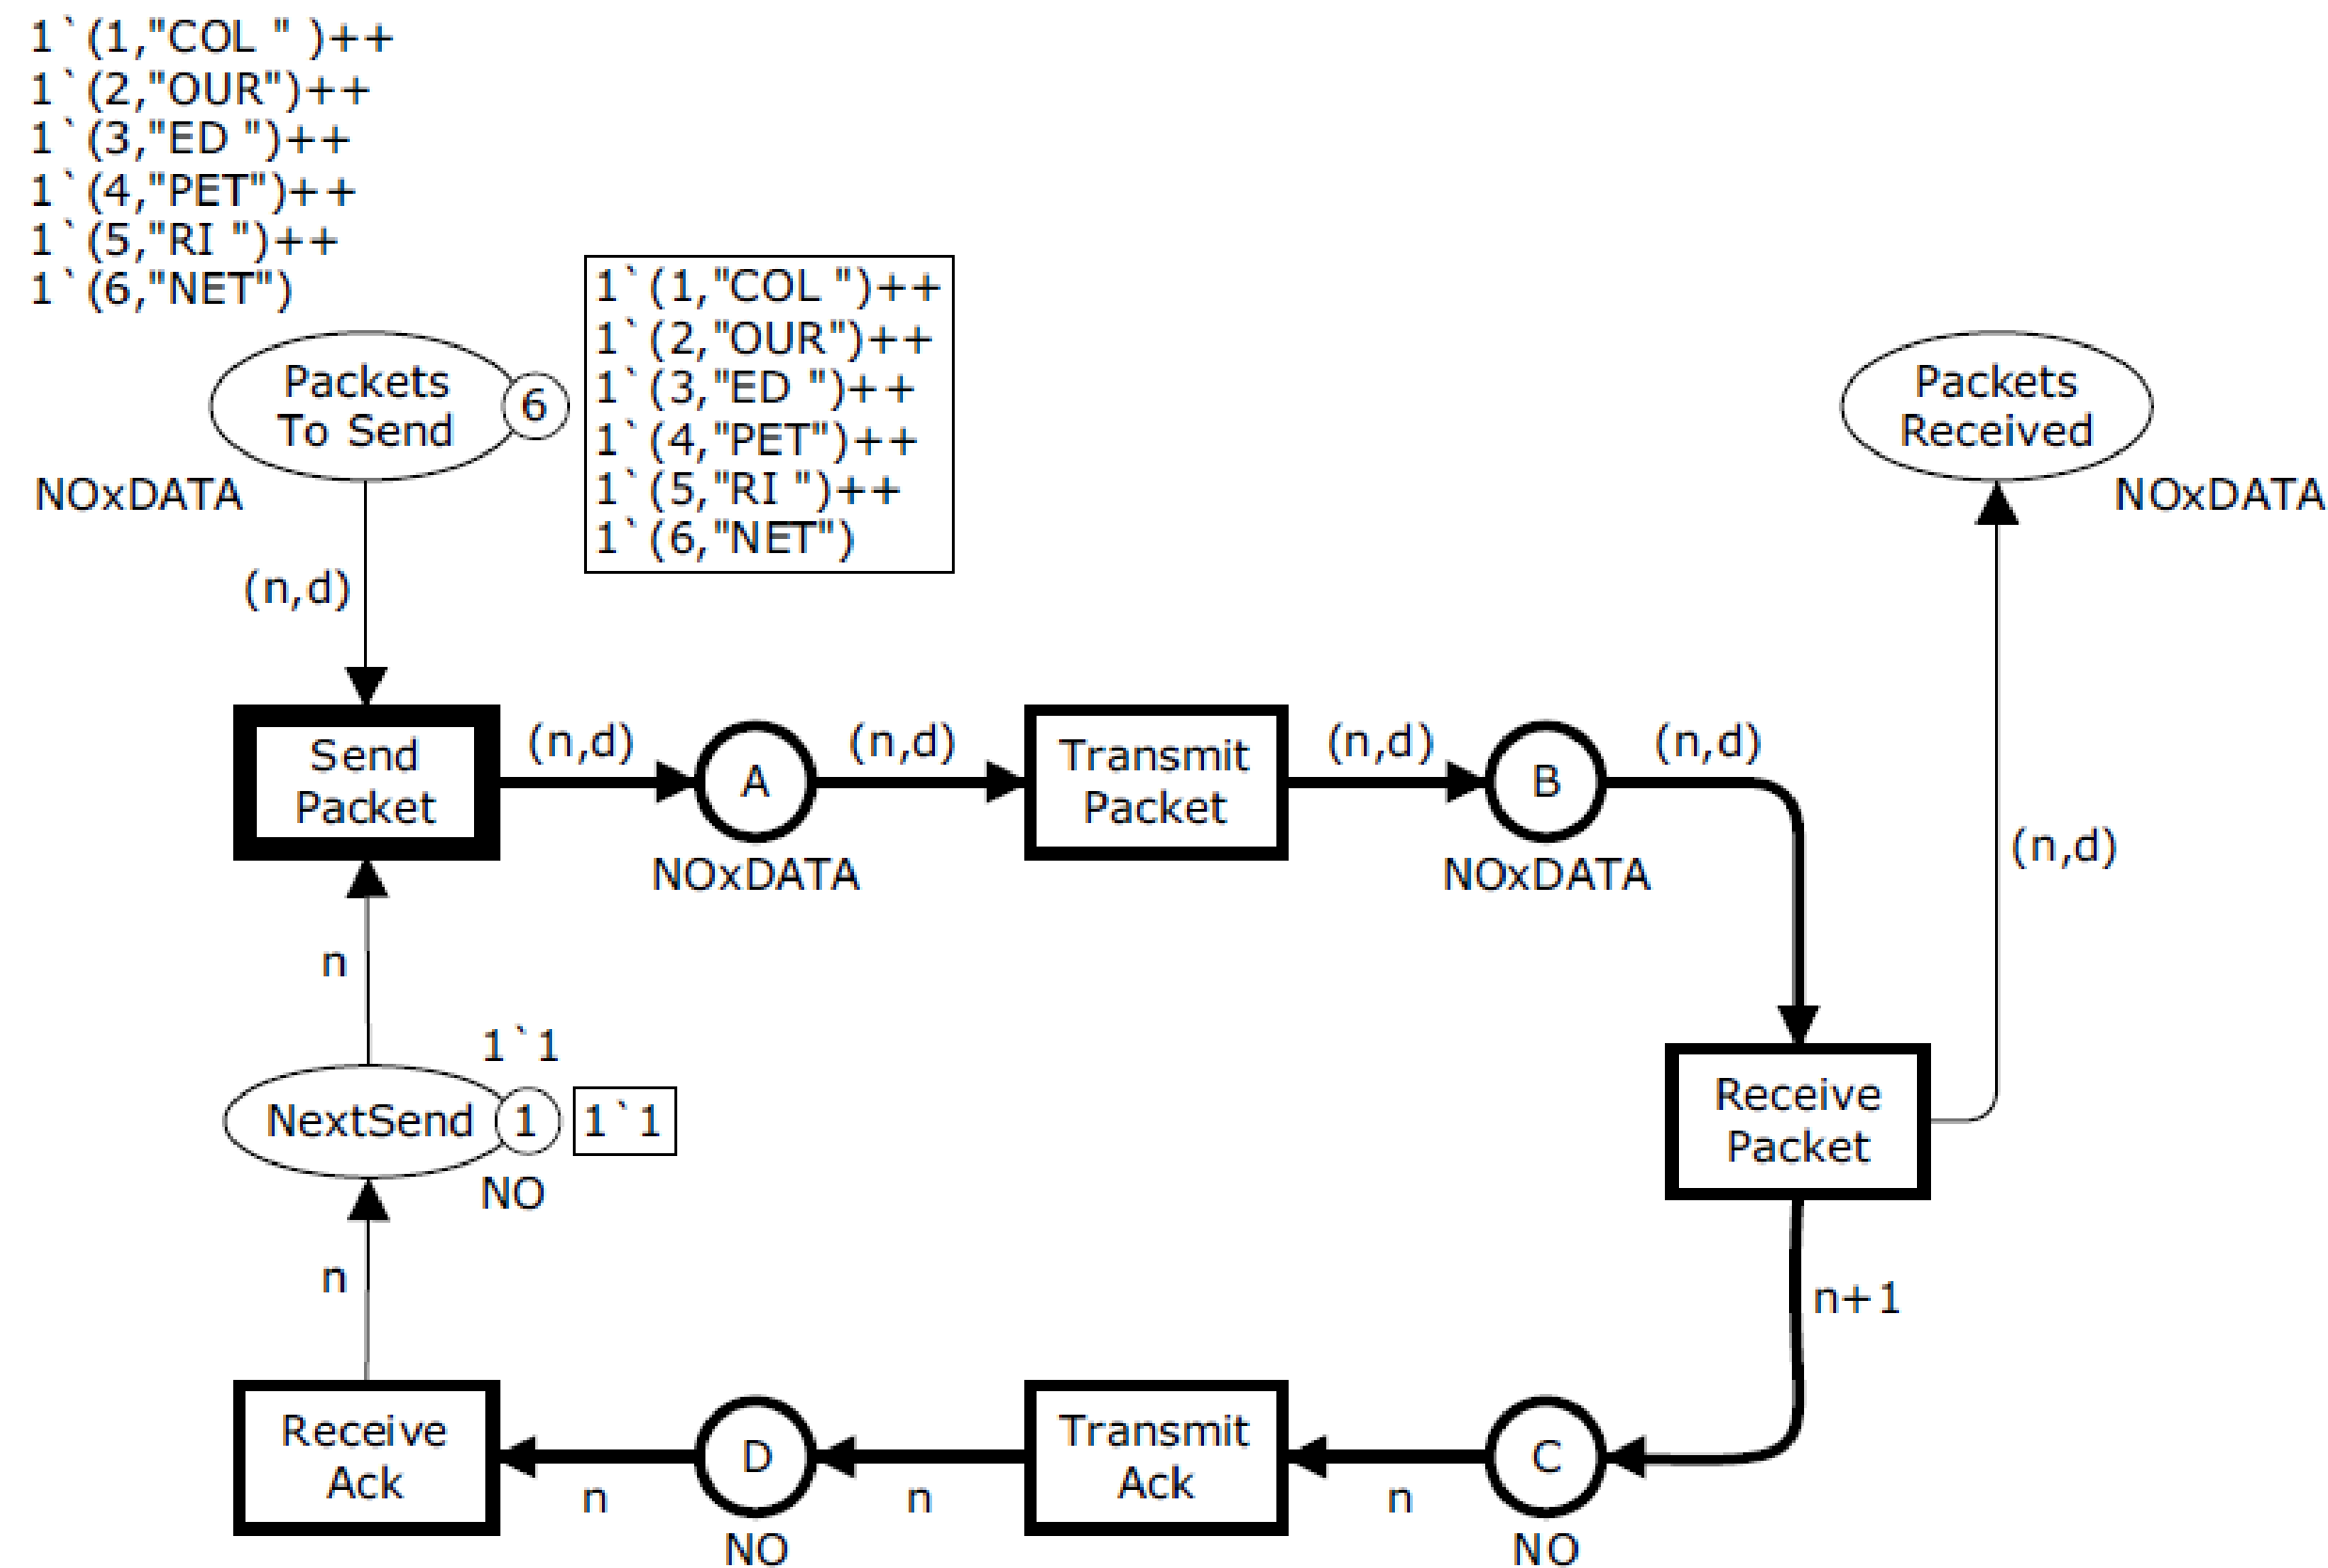 1`(1,"COL " )++
1`(2,"OUR")++
1`(3,"ED ")++
1`(4,"PET")++
1`(5,"RI ")++
1`(6,"NET")
1`(1,"COL ")++
1`(2,"OUR")++
1`(3,"ED ")++
1`(4,"PET")++
1`(5,"RI ")++
1`(6,"NET")
Packets
To Send
6
NOxDATA
Packets
Received
NOxDATA
(n,d)
(n,d)
Send
Packet
(n,d)
A
NOxDATA
(n,d)
Transmit
Packet
(n,d)
B
NOxDATA
(n,d)
n
1`1
NextSend
1
1`1
NO
Receive
Packet
n
n+1
Receive
Ack
n
D
NO
n
Transmit
Ack
n
C
NO